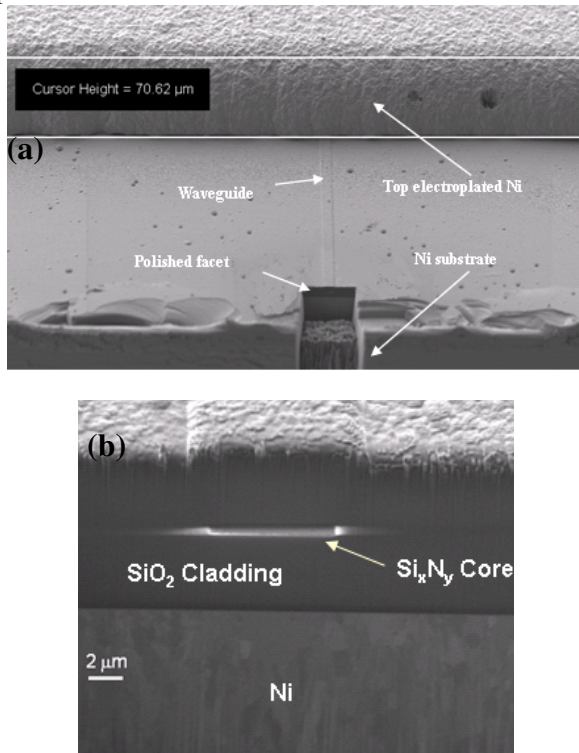 Cursor Height = 70.62 µm
(a)
Waveguide
Top electroplated Ni
Polished facet
Ni substrate
(b)
SiO₂ Cladding
SiₓNᵧ Core
2 µm
Ni